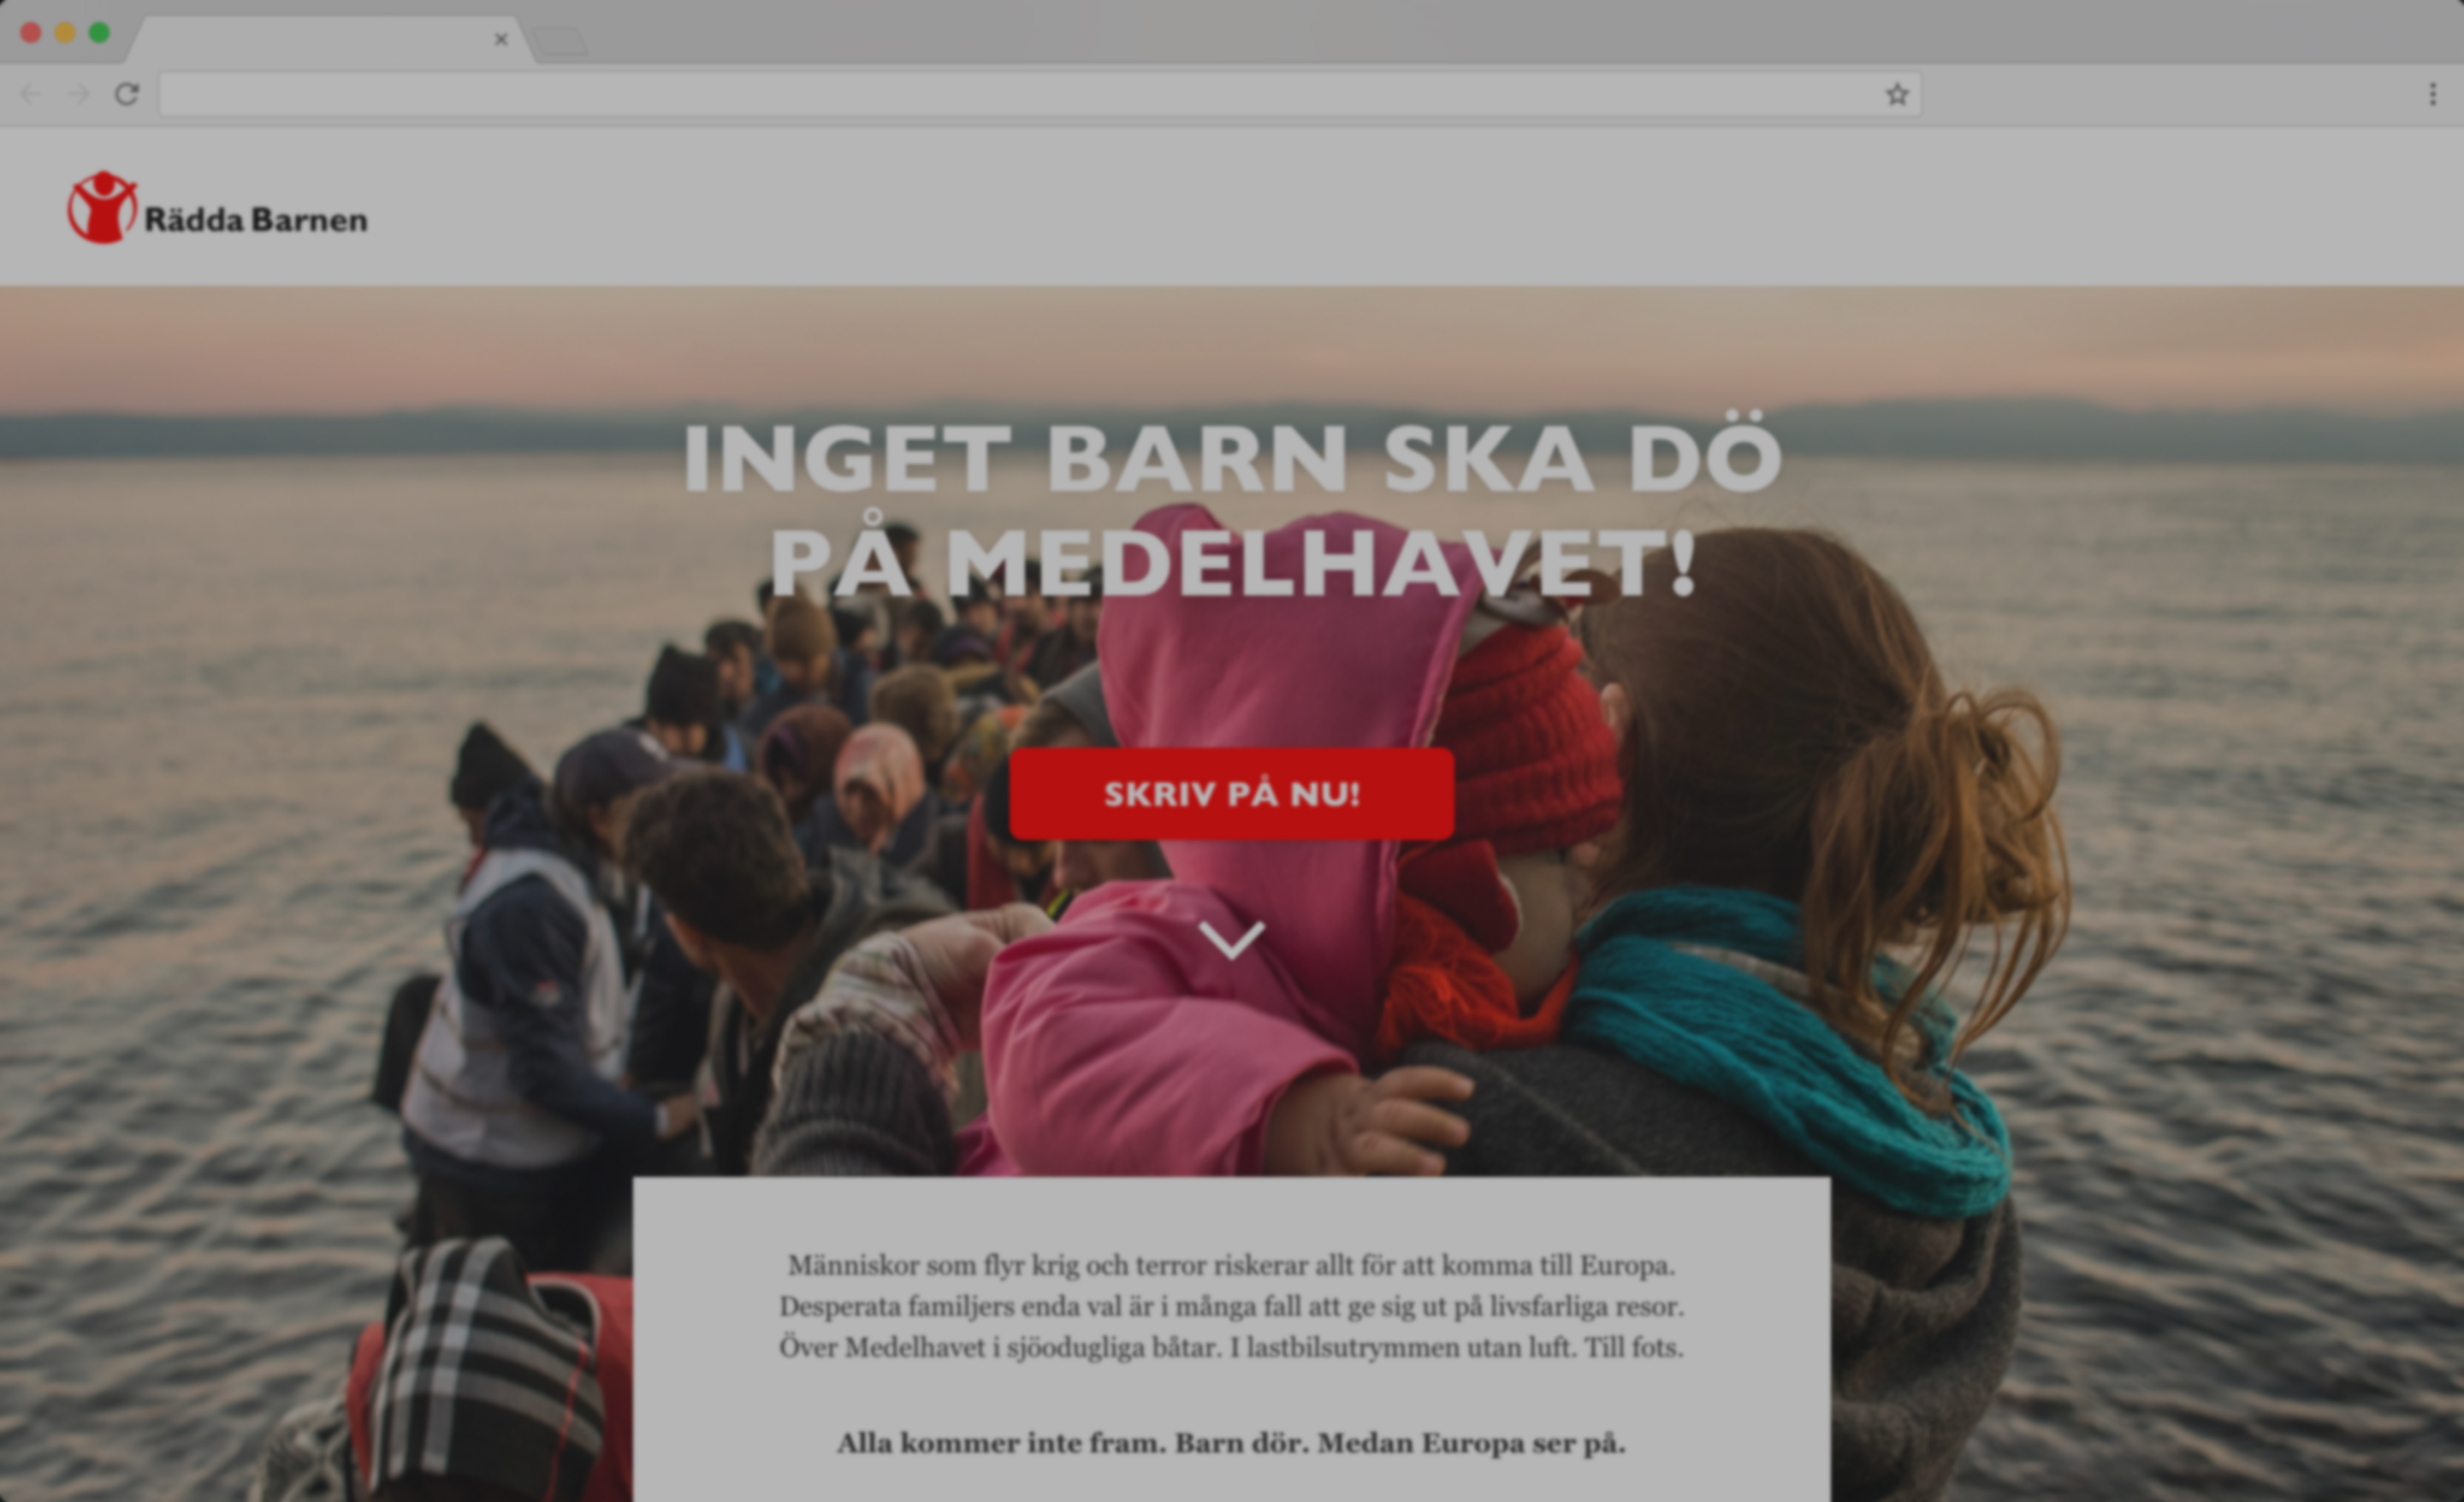 Rädda Barnen
INGET BARN SKA DÖ
PÅ MEDELHAVET!
SKRIV PÅ NU!
Människor som flyr krig och terror riskerar allt för att komma till Europa.
Desperata familjers enda val är i många fall att ge sig ut på livsfarliga resor.
Över Medelhavet i sjöodugliga båtar. I lastbilsutrymmen utan luft. Till fots.
Alla kommer inte fram. Barn dör. Medan Europa ser på.